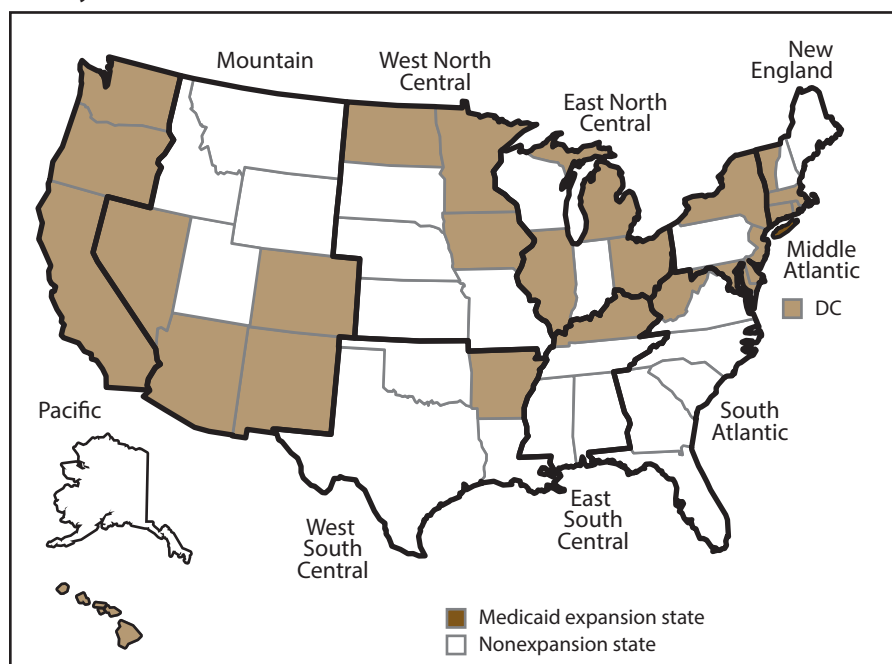 Mountain
West North
Central
New
England
East North
Central
Middle
Atlantic
DC
Pacific
South
Atlantic
West
South
Central
East
South
Central
Medicaid expansion state
Nonexpansion state